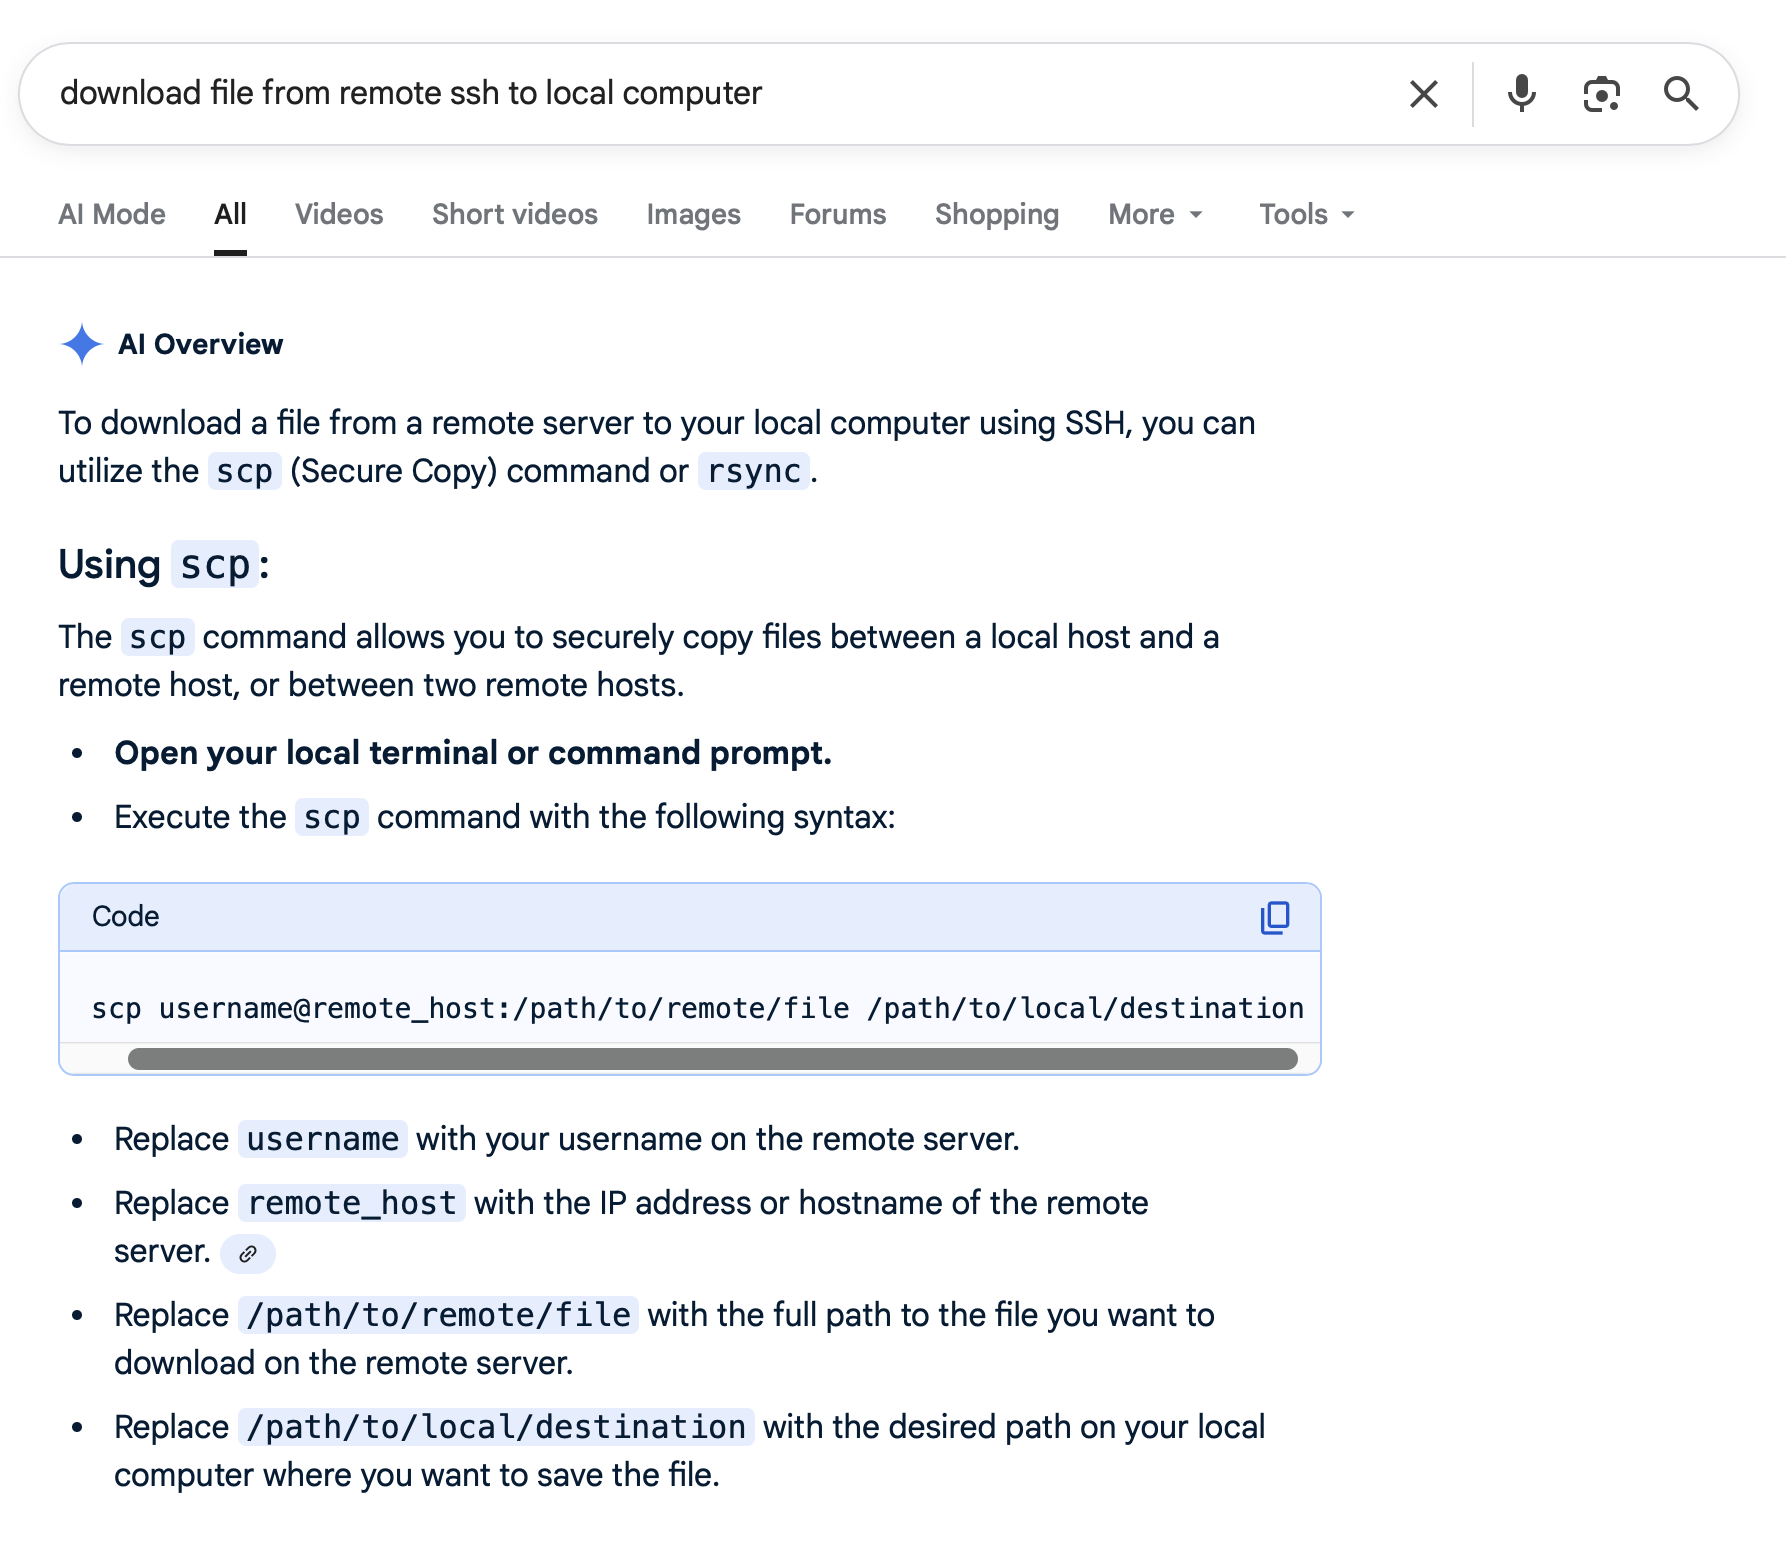 download file from remote ssh to local computer
AI Mode All Videos Short videos Images Forums Shopping More Tools
AI Overview
To download a file from a remote server to your local computer using SSH, you can
utilize the scp (Secure Copy) command or rsync.
Using scp:
The scp command allows you to securely copy files between a local host and a
remote host, or between two remote hosts.
• Open your local terminal or command prompt.
• Execute the scp command with the following syntax:
Code
scp username@remote_host:/path/to/remote/file /path/to/local/destination
• Replace username with your username on the remote server.
• Replace remote_host with the IP address or hostname of the remote
server.
• Replace /path/to/remote/file with the full path to the file you want to
download on the remote server.
• Replace /path/to/local/destination with the desired path on your local
computer where you want to save the file.